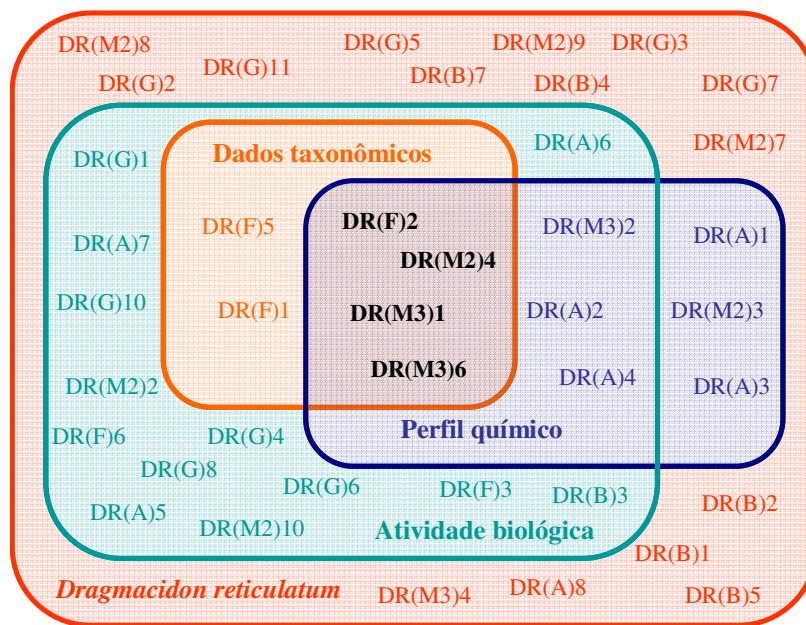 DR(M2)8 DR(G)5 DR(M2)9 DR(G)3
DR(G)2 DR(G)11 DR(B)7 DR(B)4 DR(G)7
DR(G)1 Dados taxonômicos DR(A)6 DR(M2)7
DR(A)7 DR(F)5 DR(F)2 DR(M3)2 DR(A)1
DR(M2)4
DR(G)10 DR(F)1 DR(M3)1 DR(A)2 DR(M2)3
DR(M2)2 DR(M3)6 DR(A)4 DR(A)3
DR(F)6 DR(G)4 Perfil químico
DR(G)8 DR(G)6 DR(F)3 DR(B)3 DR(B)2
DR(A)5 DR(M2)10 Atividade biológica
DR(B)1
Dragmacidon reticulatum DR(M3)4 DR(A)8 DR(B)5